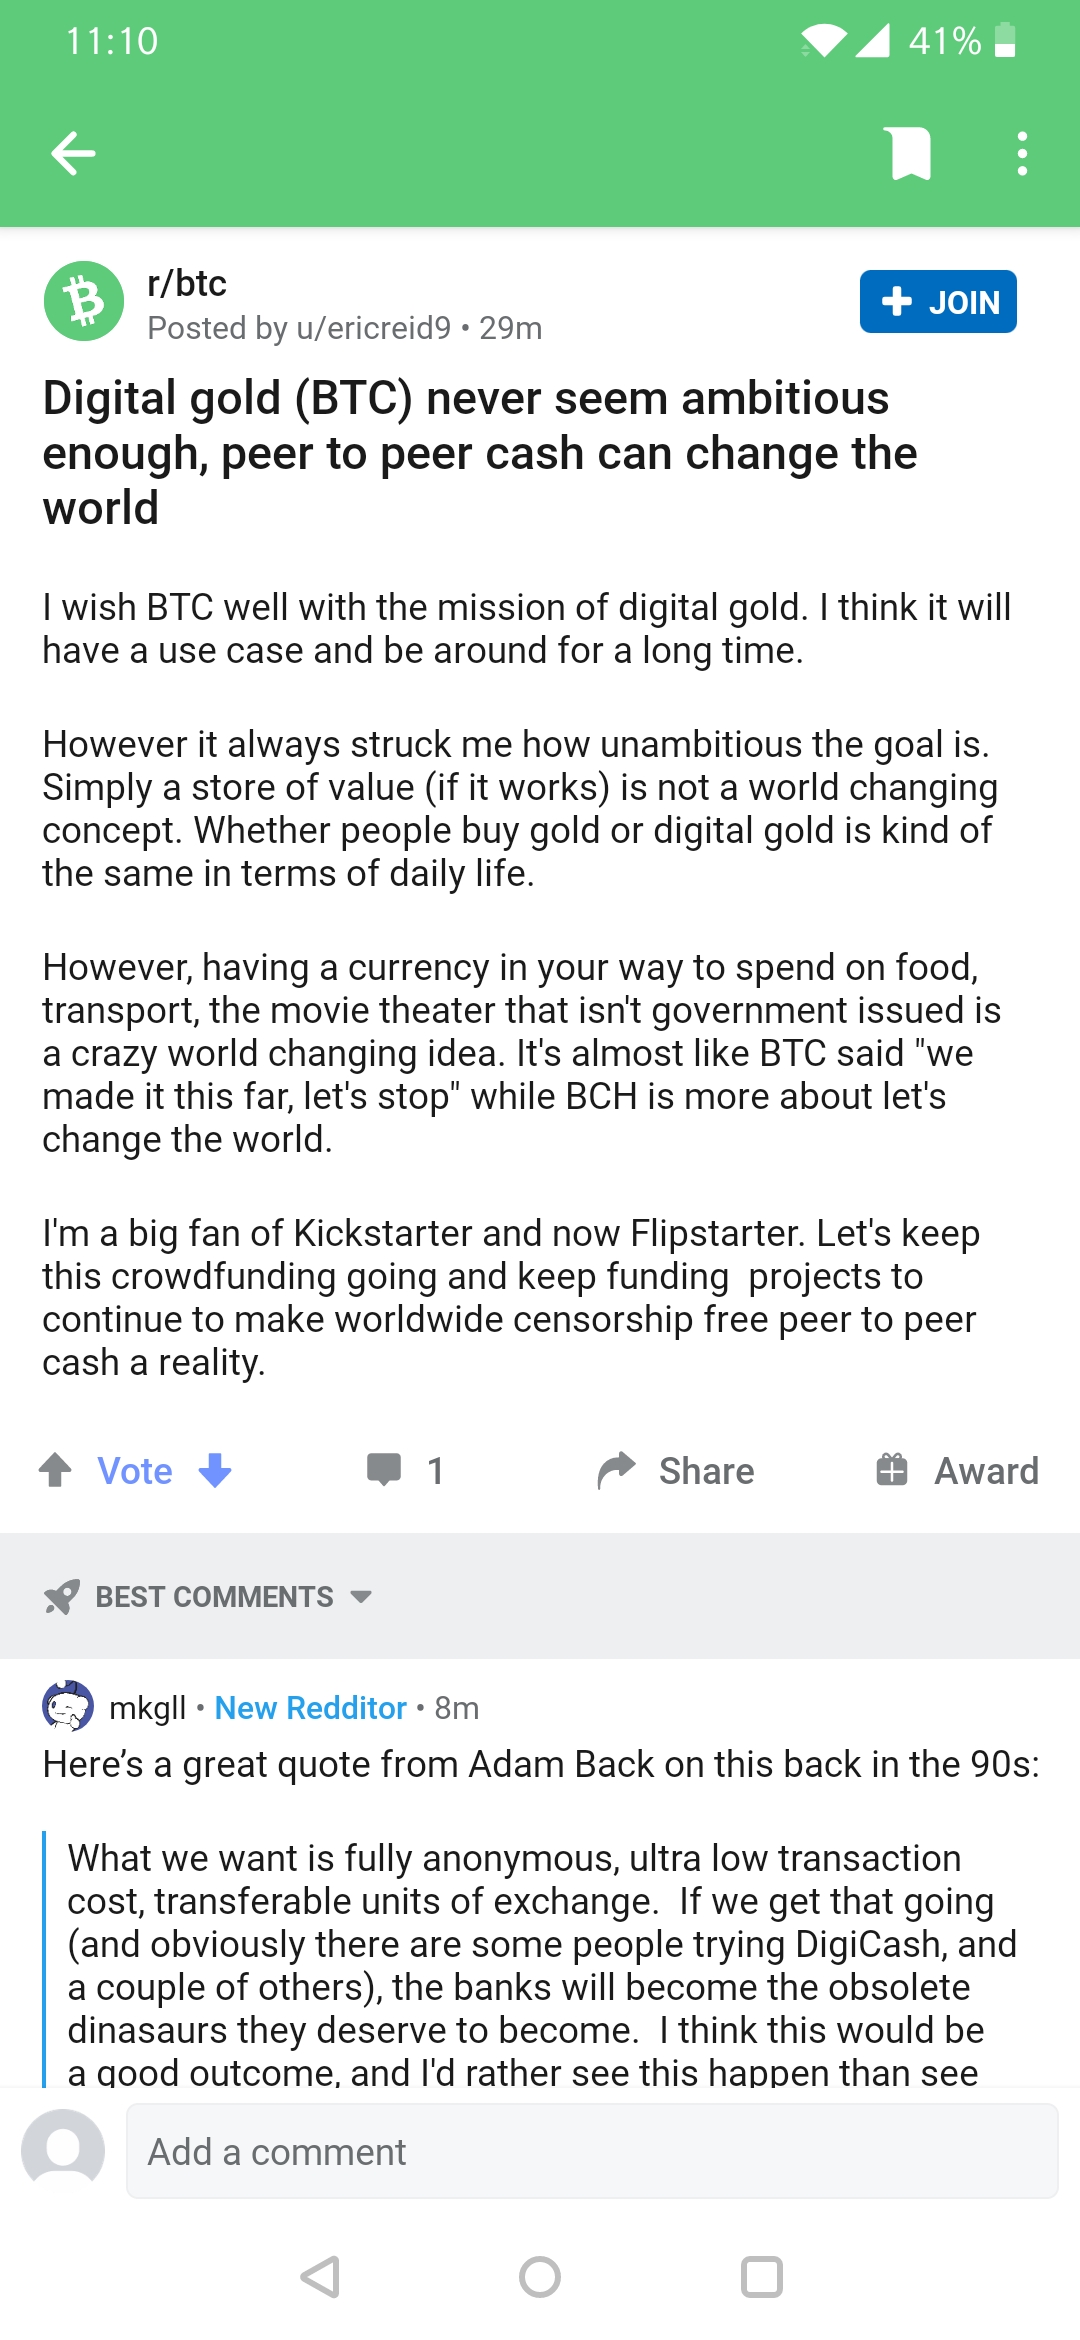 11:10
41%
r/btc
Posted by u/ericreid9 • 29m
JOIN
Digital gold (BTC) never seem ambitious
enough, peer to peer cash can change the
world
I wish BTC well with the mission of digital gold. I think it will
have a use case and be around for a long time.
However it always struck me how unambitious the goal is.
Simply a store of value (if it works) is not a world changing
concept. Whether people buy gold or digital gold is kind of
the same in terms of daily life.
However, having a currency in your way to spend on food,
transport, the movie theater that isn't government issued is
a crazy world changing idea. It's almost like BTC said "we
made it this far, let's stop" while BCH is more about let's
change the world.
I'm a big fan of Kickstarter and now Flipstarter. Let's keep
this crowdfunding going and keep funding  projects to
continue to make worldwide censorship free peer to peer
cash a reality.
Vote
1
Share
Award
BEST COMMENTS
mkgll • New Redditor • 8m
Here’s a great quote from Adam Back on this back in the 90s:
What we want is fully anonymous, ultra low transaction
cost, transferable units of exchange.  If we get that going
(and obviously there are some people trying DigiCash, and
a couple of others), the banks will become the obsolete
dinasaurs they deserve to become.  I think this would be
a good outcome, and I'd rather see this happen than see
Add a comment